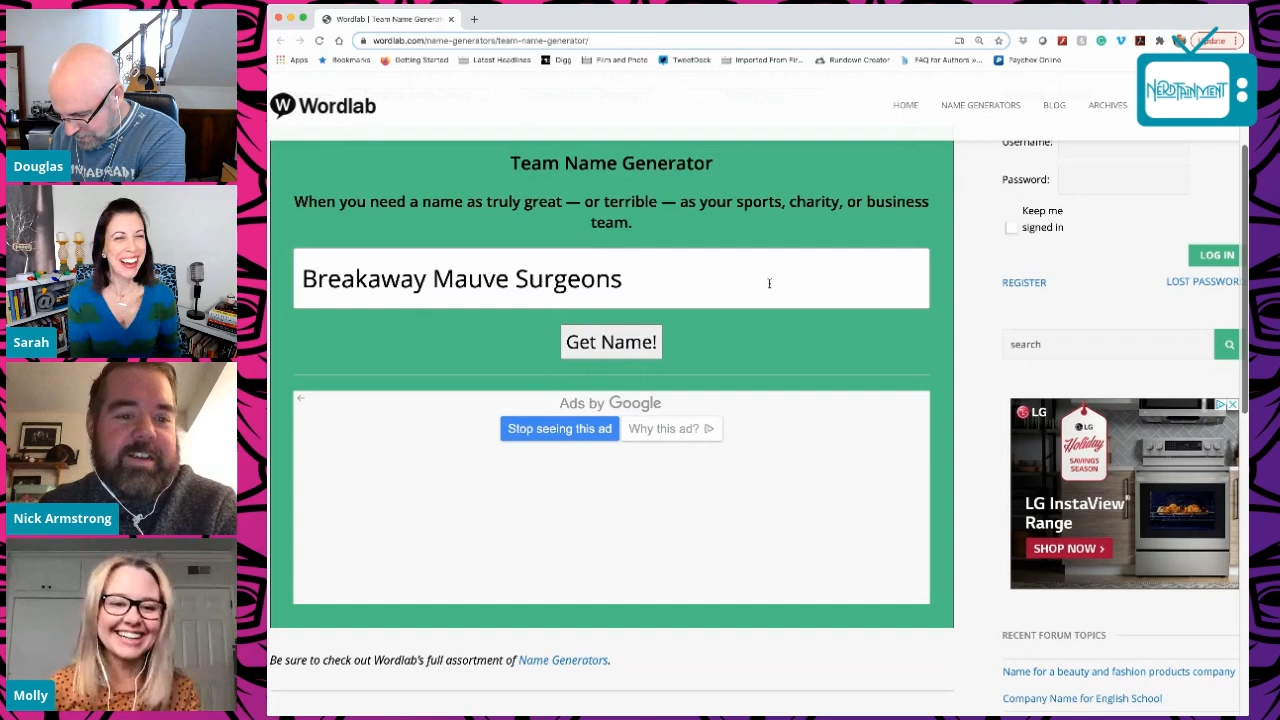 Douglas
Sarah
Nick Armstrong
Molly
Wordlab | Team Name Generat
wordlab.com/name-generators/team-name-generator/
Update
Apps
Bookmarks
Getting Started
Latest Headlines
Digg
Film and Photo
TweetDeck
Imported From Fir...
Rundown Creator
FAQ for Authors »...
Paychex Online
NERDTAINMENT
Wordlab
HOME
NAME GENERATORS
BLOG
ARCHIVES
Team Name Generator
When you need a name as truly great — or terrible — as your sports, charity, or business
team.
Breakaway Mauve Surgeons
Get Name!
Ads by Google
Stop seeing this ad
Why this ad?
Be sure to check out Wordlab's full assortment of Name Generators.
Username:
Password:
Keep me
signed in
LOG IN
REGISTER
LOST PASSWOR
search
LG
LG
Holiday
SAVINGS
SEASON
LG InstaView®
Range
SHOP NOW >
RECENT FORUM TOPICS
Name for a beauty and fashion products company
Company Name for English School